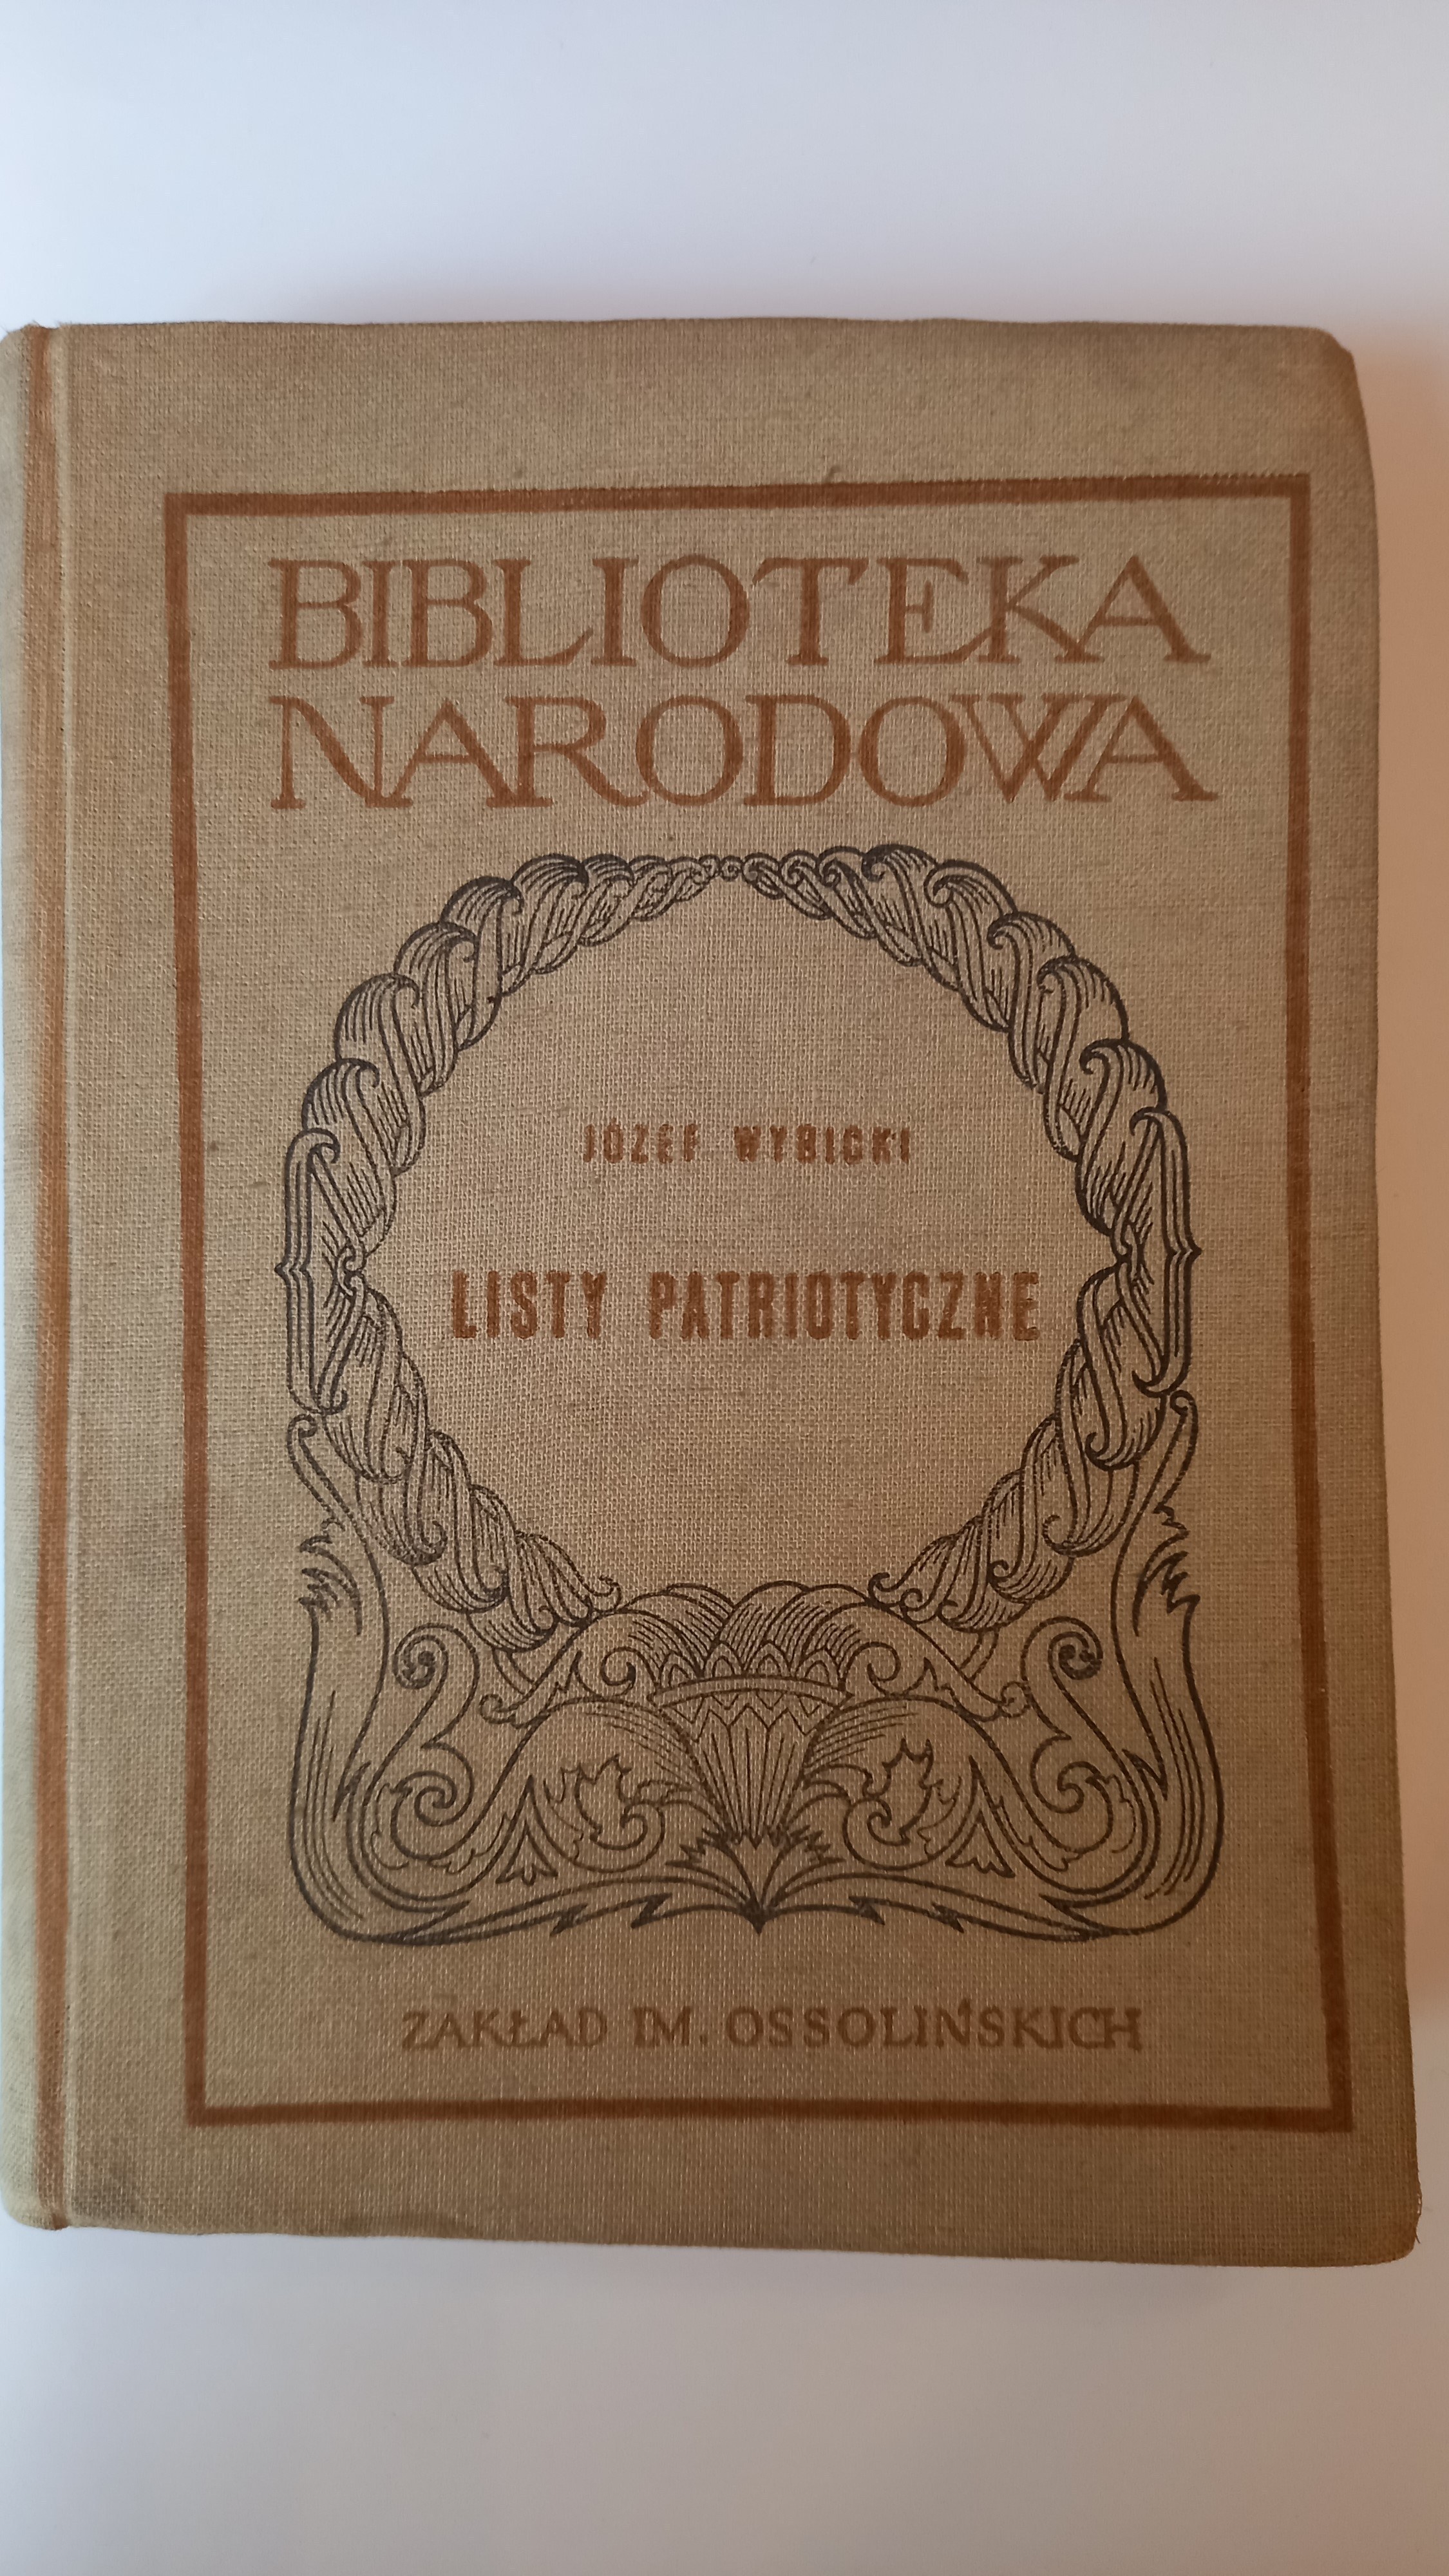 BIBLIOTEKA
NARODOWA
JÓZEF WYBICKI
LISTY PATRIOTYCZNE
ZAKŁAD IM. OSSOLIŃSKICH